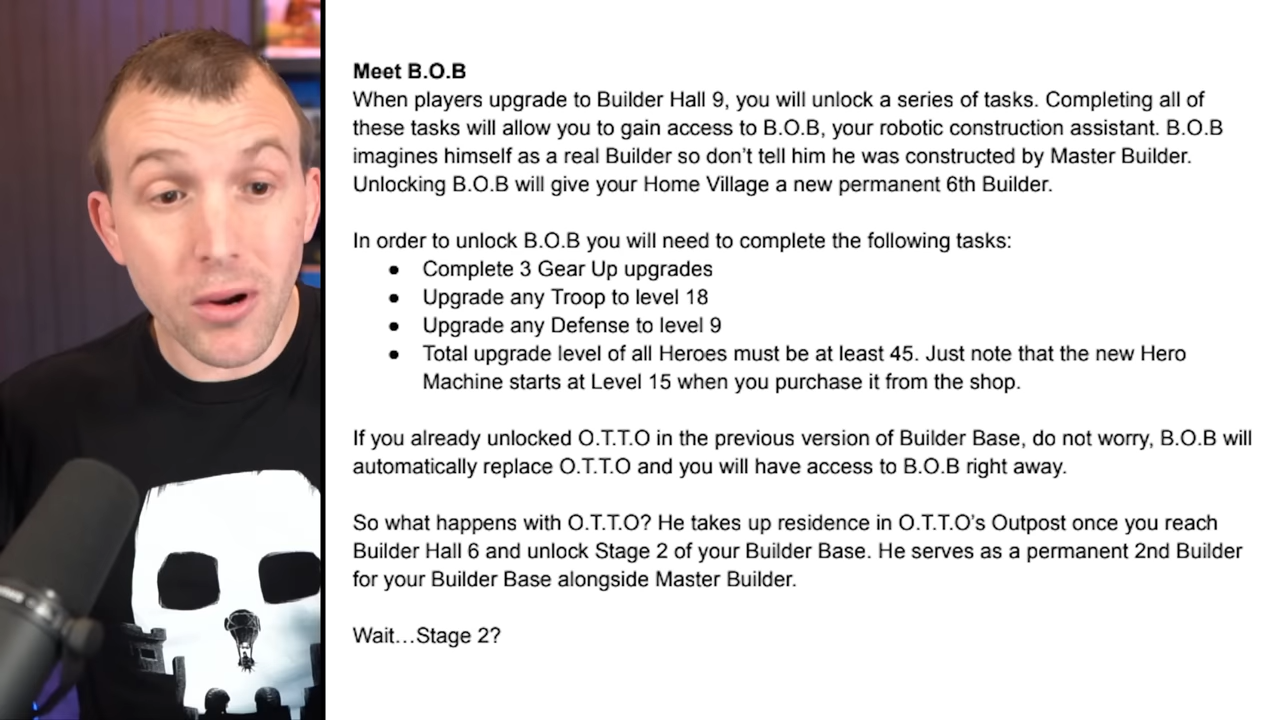 Meet B.O.B
When players upgrade to Builder Hall 9, you will unlock a series of tasks. Completing all of
these tasks will allow you to gain access to B.O.B, your robotic construction assistant. B.O.B
imagines himself as a real Builder so don't tell him he was constructed by Master Builder.
Unlocking B.O.B will give your Home Village a new permanent 6th Builder.
In order to unlock B.O.B you will need to complete the following tasks:
● Complete 3 Gear Up upgrades
● Upgrade any Troop to level 18
● Upgrade any Defense to level 9
● Total upgrade level of all Heroes must be at least 45. Just note that the new Hero
Machine starts at Level 15 when you purchase it from the shop.
If you already unlocked O.T.T.O in the previous version of Builder Base, do not worry, B.O.B will
automatically replace O.T.T.O and you will have access to B.O.B right away.
So what happens with O.T.T.O? He takes up residence in O.T.T.O's Outpost once you reach
Builder Hall 6 and unlock Stage 2 of your Builder Base. He serves as a permanent 2nd Builder
for your Builder Base alongside Master Builder.
Wait…Stage 2?